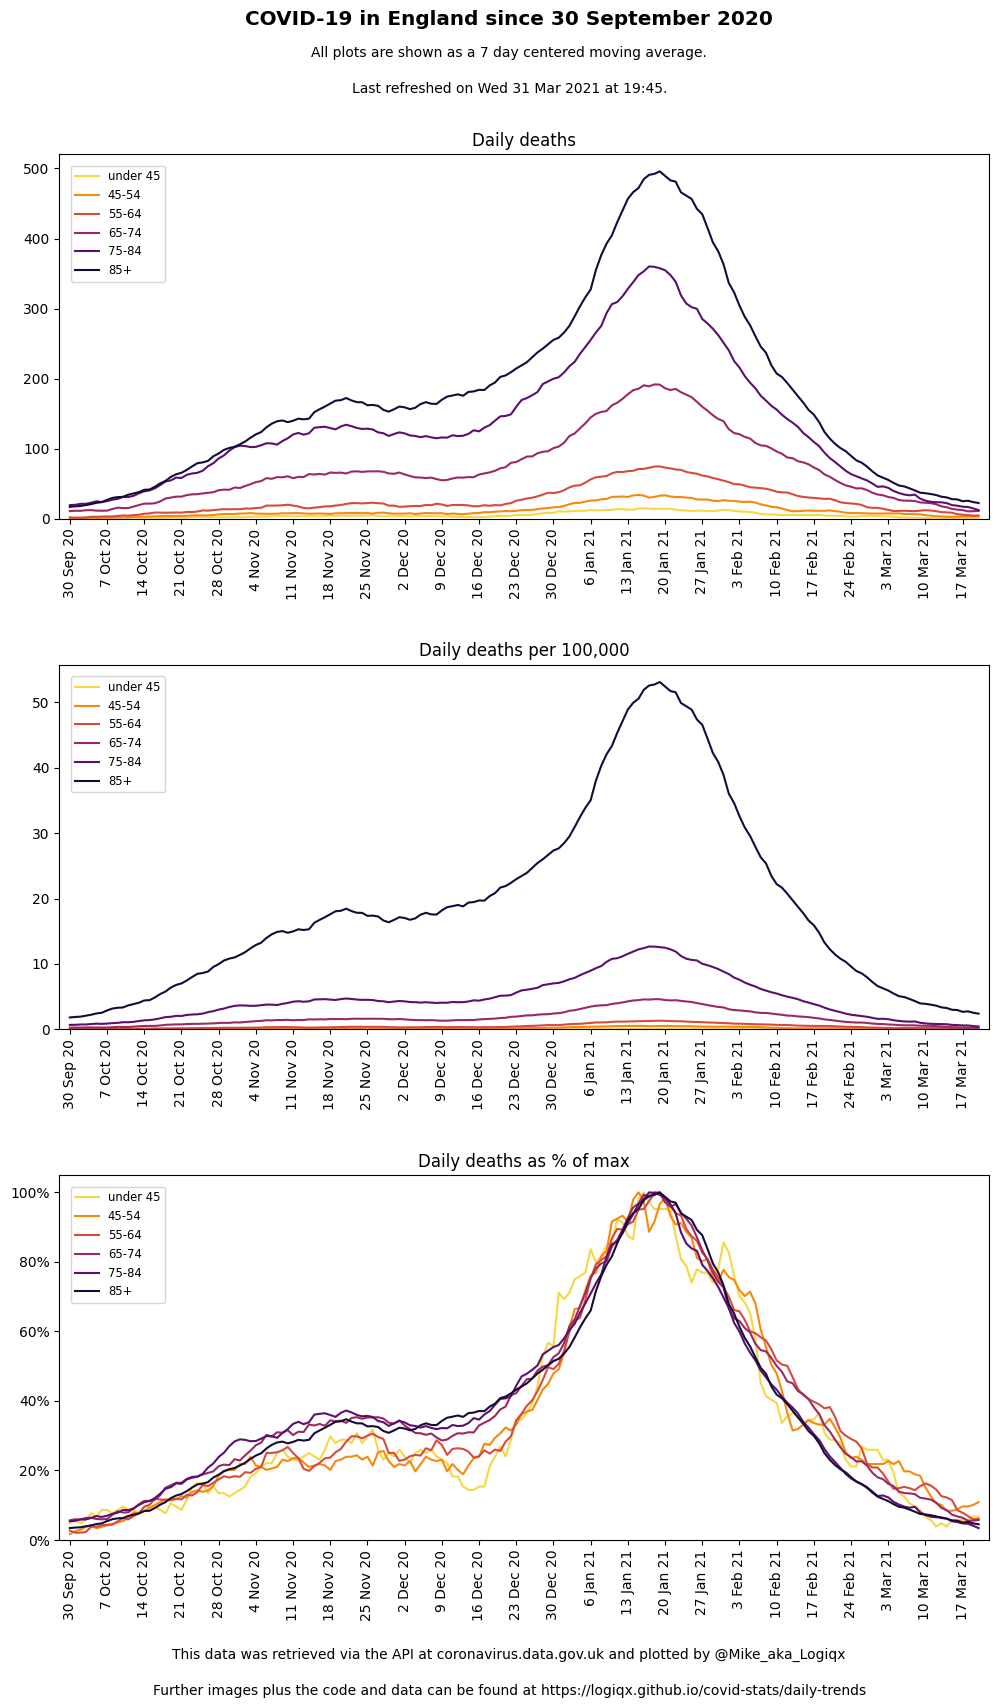 COVID-19 in England since 30 September 2020
All plots are shown as a 7 day centered moving average.
Last refreshed on Wed 31 Mar 2021 at 19:45.
Daily deaths
500
400
300
200
100
0
under 45
45-54
55-64
65-74
75-84
85+
30 Sep 20
7 Oct 20
14 Oct 20
21 Oct 20
28 Oct 20
4 Nov 20
11 Nov 20
18 Nov 20
25 Nov 20
2 Dec 20
9 Dec 20
16 Dec 20
23 Dec 20
30 Dec 20
6 Jan 21
13 Jan 21
20 Jan 21
27 Jan 21
3 Feb 21
10 Feb 21
17 Feb 21
24 Feb 21
3 Mar 21
10 Mar 21
17 Mar 21
Daily deaths per 100,000
50
40
30
20
10
0
under 45
45-54
55-64
65-74
75-84
85+
30 Sep 20
7 Oct 20
14 Oct 20
21 Oct 20
28 Oct 20
4 Nov 20
11 Nov 20
18 Nov 20
25 Nov 20
2 Dec 20
9 Dec 20
16 Dec 20
23 Dec 20
30 Dec 20
6 Jan 21
13 Jan 21
20 Jan 21
27 Jan 21
3 Feb 21
10 Feb 21
17 Feb 21
24 Feb 21
3 Mar 21
10 Mar 21
17 Mar 21
Daily deaths as % of max
100%
80%
60%
40%
20%
0%
under 45
45-54
55-64
65-74
75-84
85+
30 Sep 20
7 Oct 20
14 Oct 20
21 Oct 20
28 Oct 20
4 Nov 20
11 Nov 20
18 Nov 20
25 Nov 20
2 Dec 20
9 Dec 20
16 Dec 20
23 Dec 20
30 Dec 20
6 Jan 21
13 Jan 21
20 Jan 21
27 Jan 21
3 Feb 21
10 Feb 21
17 Feb 21
24 Feb 21
3 Mar 21
10 Mar 21
17 Mar 21
This data was retrieved via the API at coronavirus.data.gov.uk and plotted by @Mike_aka_Logiqx
Further images plus the code and data can be found at https://logiqx.github.io/covid-stats/daily-trends